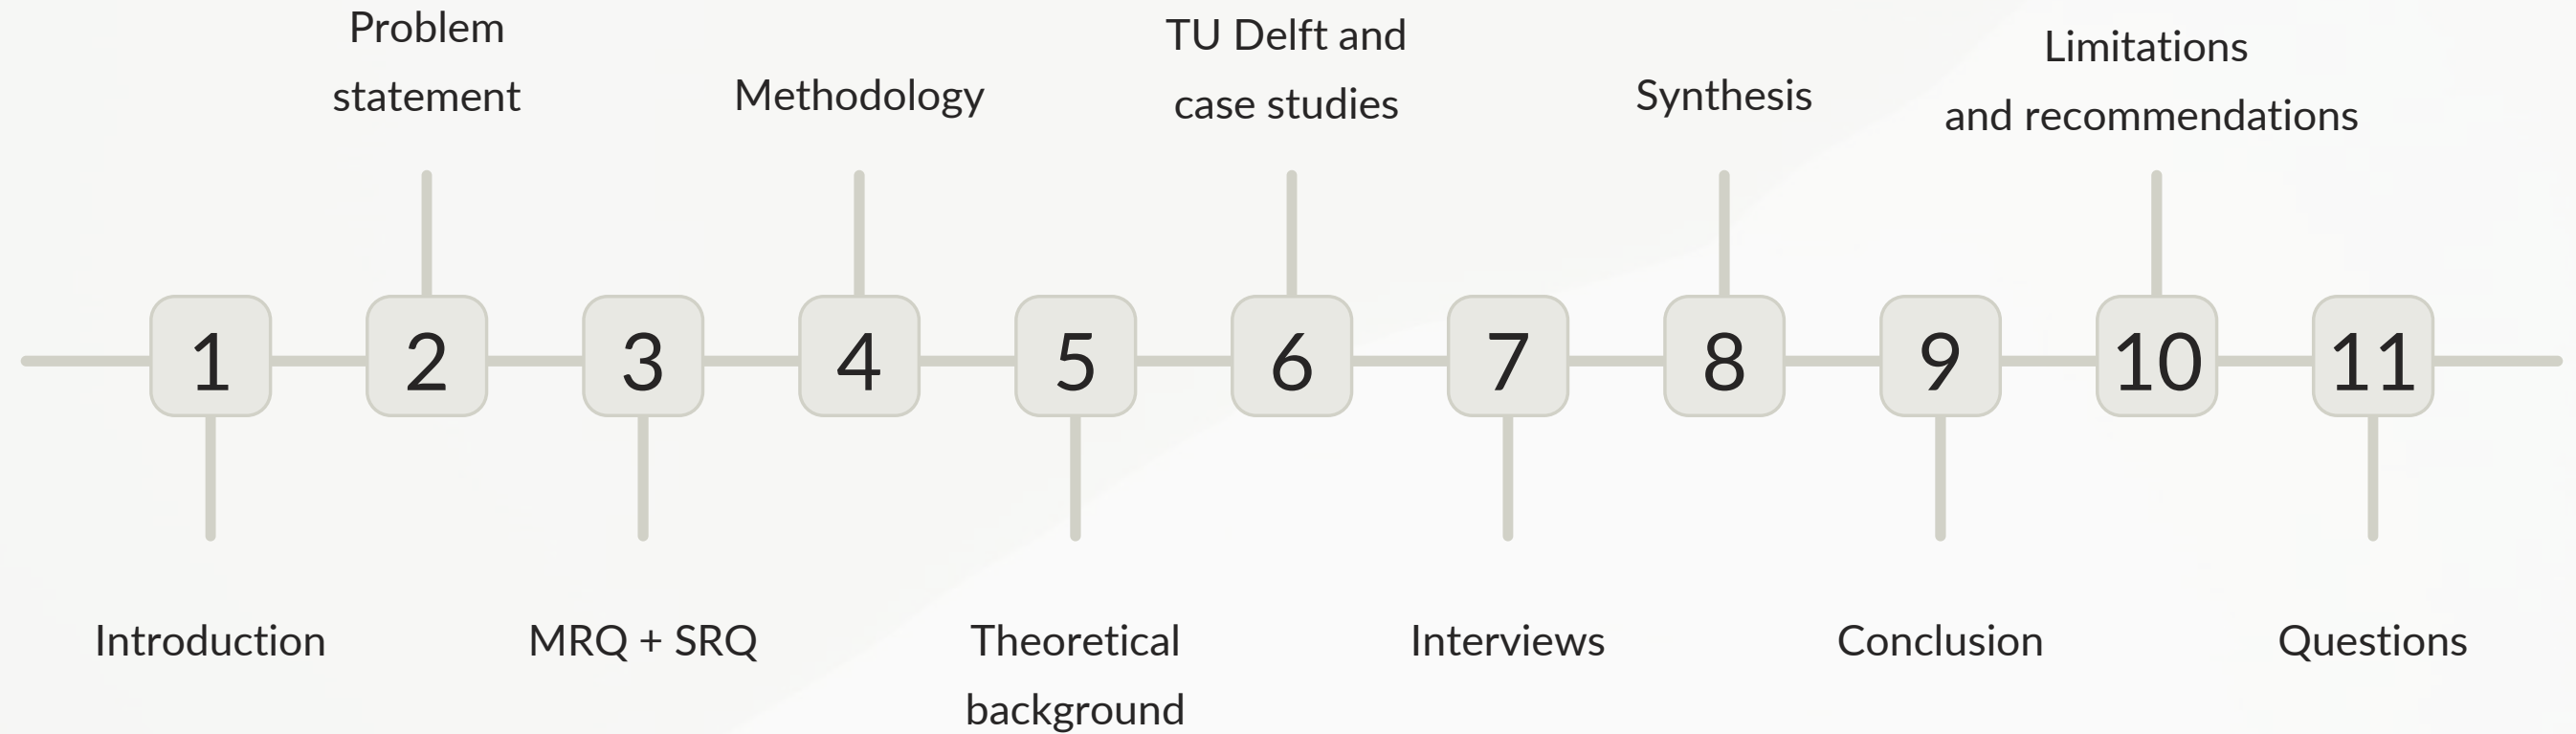 Problem
statement
Methodology
TU Delft and
case studies
Synthesis
Limitations
and recommendations
1
2
3
4
5
6
7
8
9
10
11
Introduction
MRQ + SRQ
Theoretical
background
Interviews
Conclusion
Questions